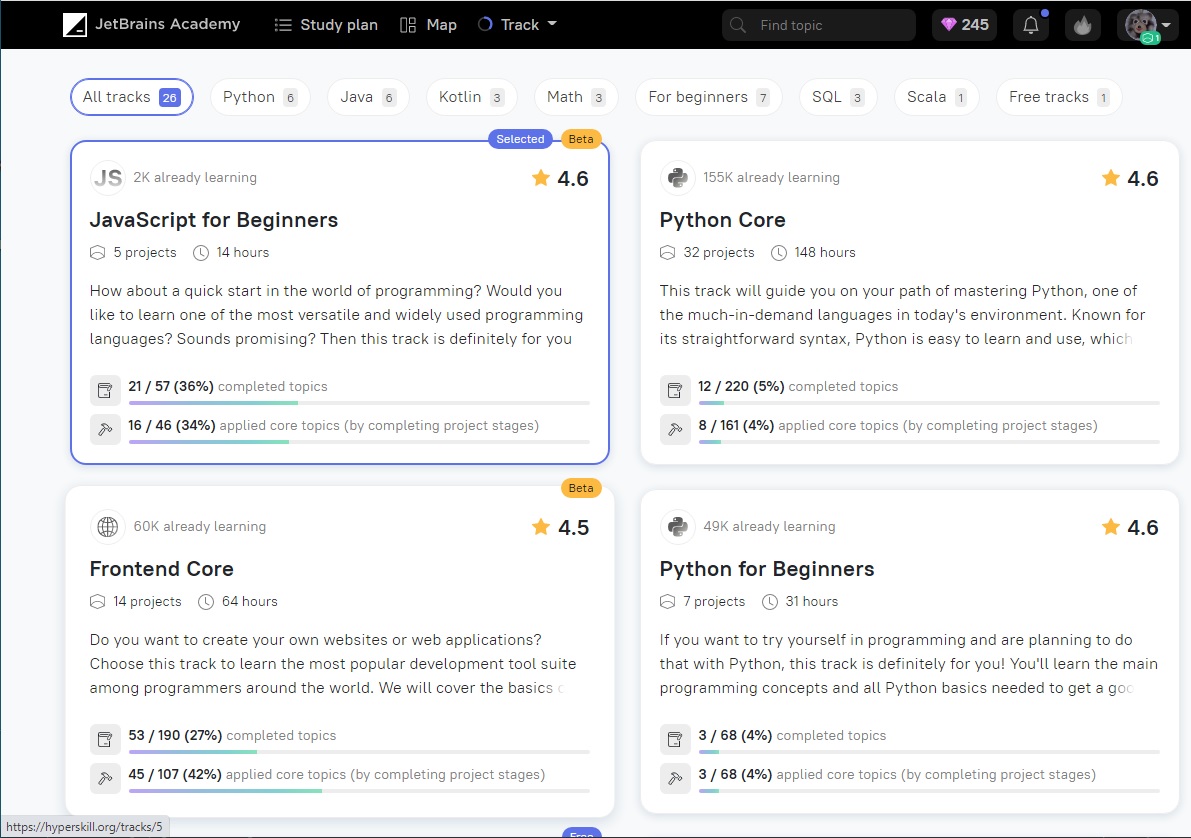 JetBrains Academy
Study plan
Map
Track
Find topic
245
1
All tracks 26
Python 6
Java 6
Kotlin 3
Math 3
For beginners 7
SQL 3
Scala 1
Free tracks 1
Selected
Beta
JS 2K already learning
4.6
JavaScript for Beginners
5 projects 14 hours
How about a quick start in the world of programming? Would you
like to learn one of the most versatile and widely used programming
languages? Sounds promising? Then this track is definitely for you
21 / 57 (36%) completed topics
16 / 46 (34%) applied core topics (by completing project stages)
155K already learning
4.6
Python Core
32 projects 148 hours
This track will guide you on your path of mastering Python, one of
the much-in-demand languages in today's environment. Known for
its straightforward syntax, Python is easy to learn and use, which
12 / 220 (5%) completed topics
8 / 161 (4%) applied core topics (by completing project stages)
Beta
60K already learning
4.5
Frontend Core
14 projects 64 hours
Do you want to create your own websites or web applications?
Choose this track to learn the most popular development tool suite
among programmers around the world. We will cover the basics
53 / 190 (27%) completed topics
45 / 107 (42%) applied core topics (by completing project stages)
49K already learning
4.6
Python for Beginners
7 projects 31 hours
If you want to try yourself in programming and are planning to do
that with Python, this track is definitely for you! You'll learn the main
programming concepts and all Python basics needed to get a
3 / 68 (4%) completed topics
3 / 68 (4%) applied core topics (by completing project stages)
https://hyperskill.org/tracks/5
Free